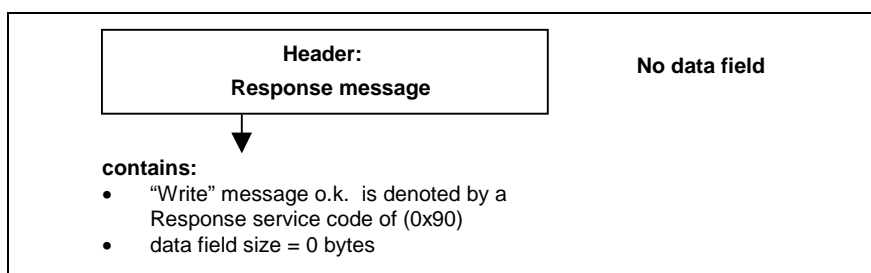 Header:
Response message
No data field
contains:
• “Write” message o.k. is denoted by a
Response service code of (0x90)
• data field size = 0 bytes